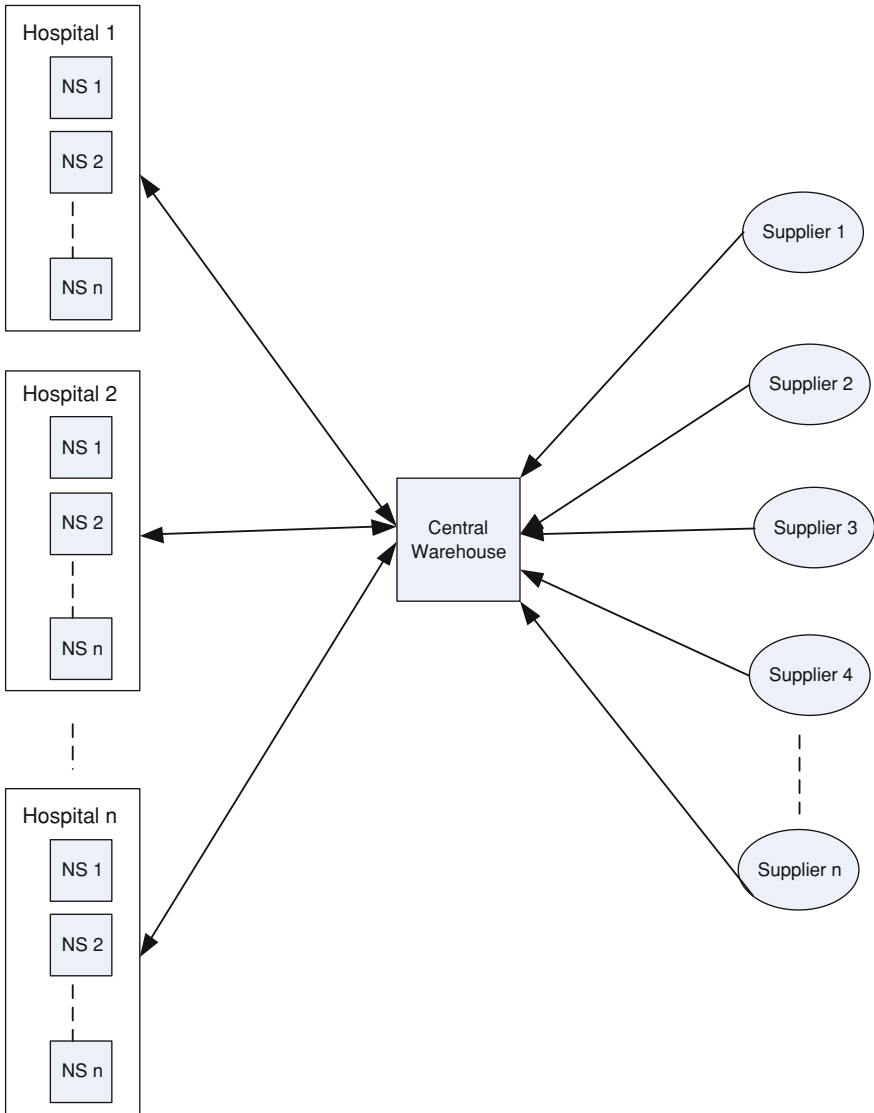 Hospital 1
NS 1
NS 2
NS n
Hospital 2
NS 1
NS 2
NS n
Hospital n
NS 1
NS 2
NS n
Central
Warehouse
Supplier 1
Supplier 2
Supplier 3
Supplier 4
Supplier n